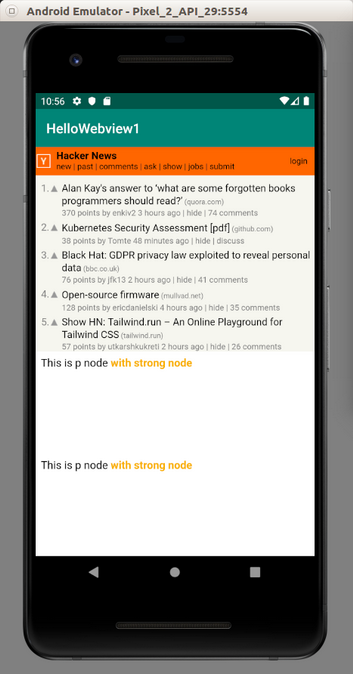 Android Emulator - Pixel_2_API_29:5554
10:56
HelloWebview1
Y
Hacker News
new | past | comments | ask | show | jobs | submit
login
1. Alan Kay's answer to 'what are some forgotten books
programmers should read?' (quora.com)
370 points by enkiv2 3 hours ago | hide | 74 comments
2. Kubernetes Security Assessment [pdf] (github.com)
38 points by Tomte 48 minutes ago | hide | discuss
3. Black Hat: GDPR privacy law exploited to reveal personal
data (bbc.co.uk)
76 points by jfk13 2 hours ago | hide | 41 comments
4. Open-source firmware (mullvad.net)
128 points by ericdanielski 4 hours ago | hide | 35 comments
5. Show HN: Tailwind.run – An Online Playground for
Tailwind CSS (tailwind.run)
57 points by utkarshkukreti 2 hours ago | hide | 26 comments
This is p node with strong node
This is p node with strong node